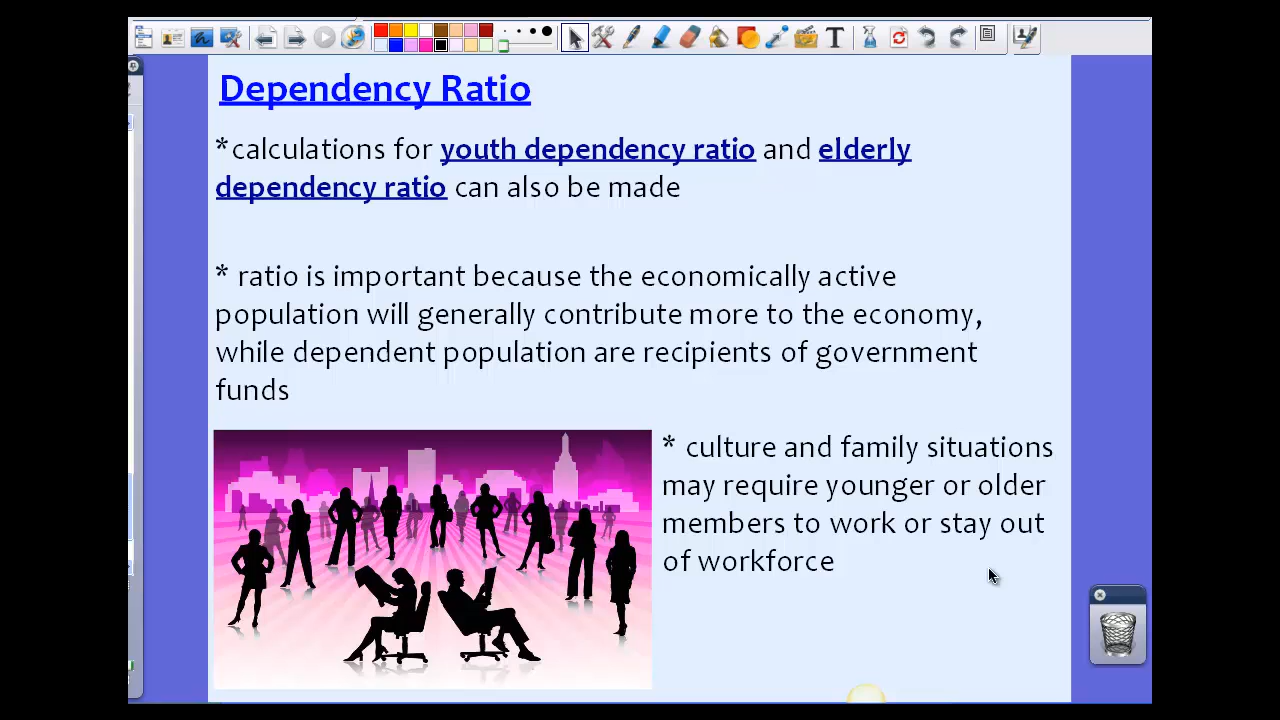 Dependency Ratio
*calculations for youth dependency ratio and elderly
dependency ratio can also be made
* ratio is important because the economically active
population will generally contribute more to the economy,
while dependent population are recipients of government
funds
* culture and family situations
may require younger or older
members to work or stay out
of workforce